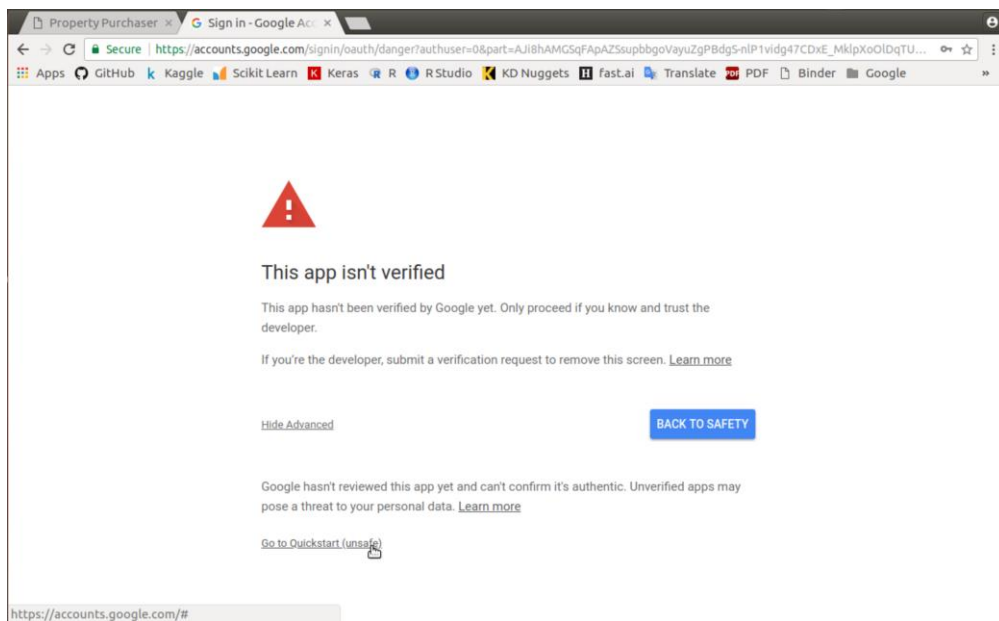 Property Purchaser
Sign in - Google Acc
Secure https://accounts.google.com/signin/oauth/danger?authuser=0&part=AJi8hAMGSqFApAZSsupbbgoVayuZgPBdgS-nlP1vidg47CDxE_MklpXoOlDqTU...
Apps GitHub Kaggle Scikit Learn Keras R RStudio KD Nuggets fast.ai Translate PDF Binder Google »
This app isn't verified
This app hasn't been verified by Google yet. Only proceed if you know and trust the
developer.
If you're the developer, submit a verification request to remove this screen. Learn more
Hide Advanced BACK TO SAFETY
Google hasn't reviewed this app yet and can't confirm it's authentic. Unverified apps may
pose a threat to your personal data. Learn more
Go to Quickstart (unsafe)
https://accounts.google.com/#